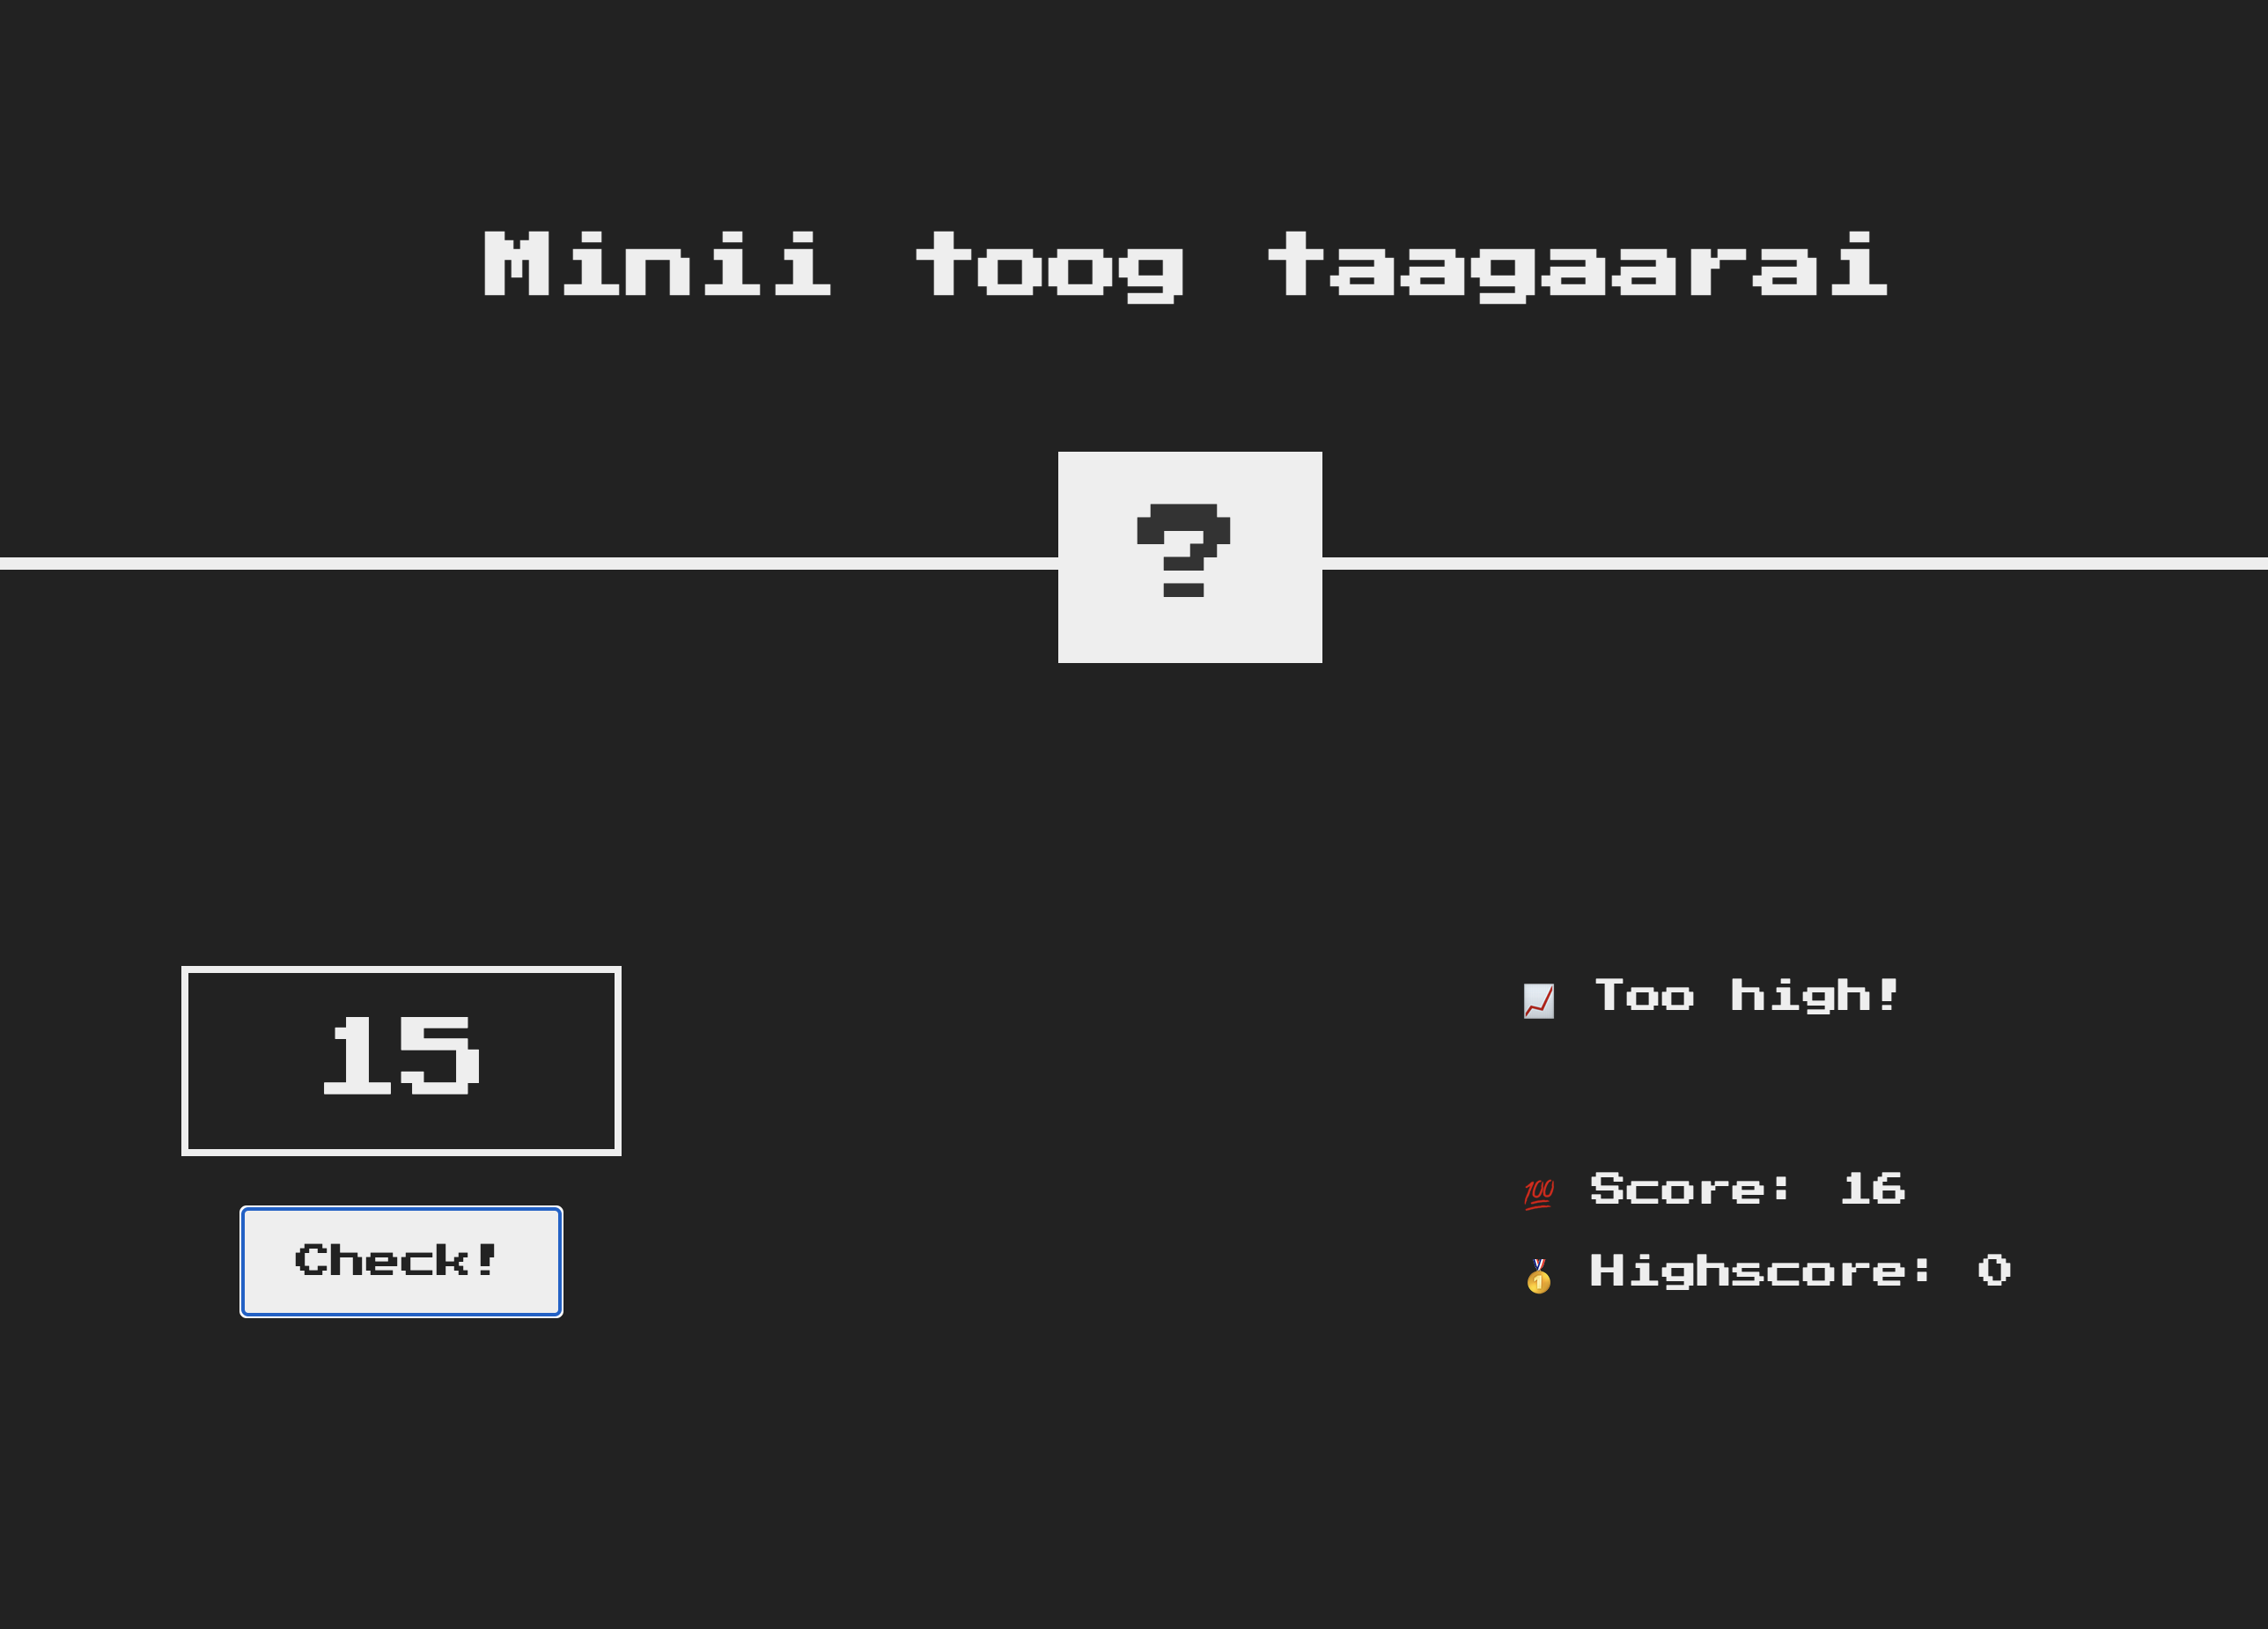 Minii toog taagaarai
?
15
Check!
📈 Too high!
💯 Score: 16
🥇 Highscore: 0